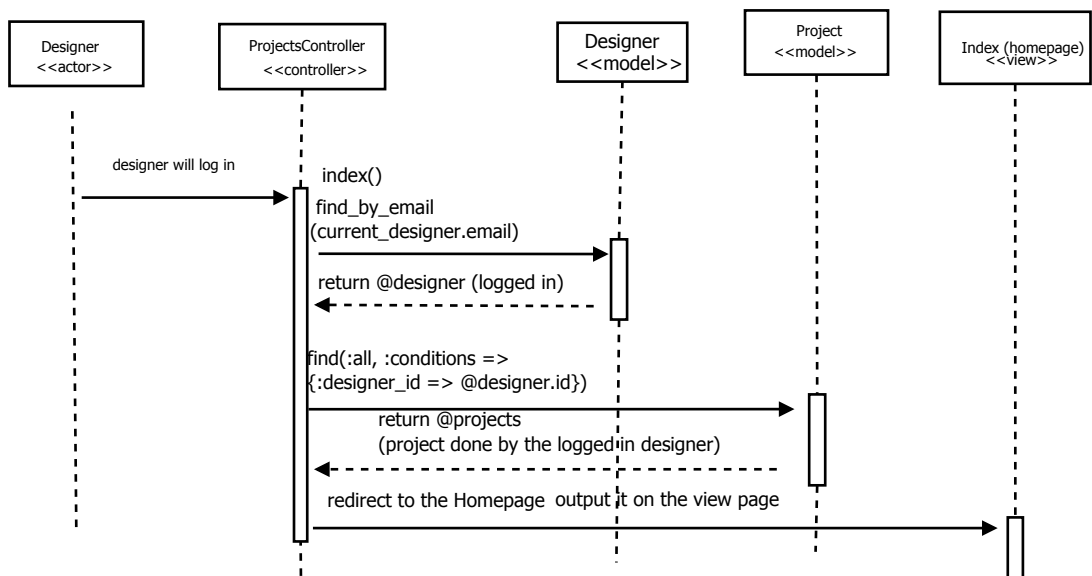 Designer
<<actor>>
ProjectsController
<<controller>>
Designer
<<model>>
Project
<<model>>
Index (homepage)
<<view>>
designer will log in
index()
find_by_email
(current_designer.email)
return @designer (logged in)
find(:all, :conditions =>
{:designer_id => @designer.id})
return @projects
(project done by the logged in designer)
redirect to the Homepage output it on the view page